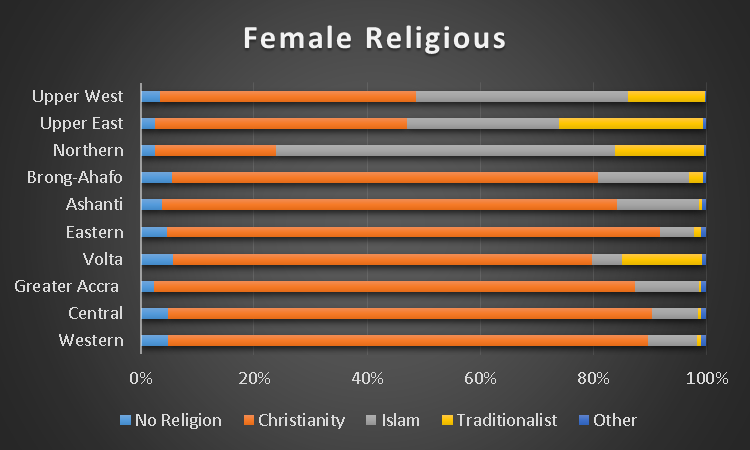 Female Religious
Upper West
Upper East
Northern
Brong-Ahafo
Ashanti
Eastern
Volta
Greater Accra
Central
Western
0% 20% 40% 60% 80% 100%
No Religion Christianity Islam Traditionalist Other